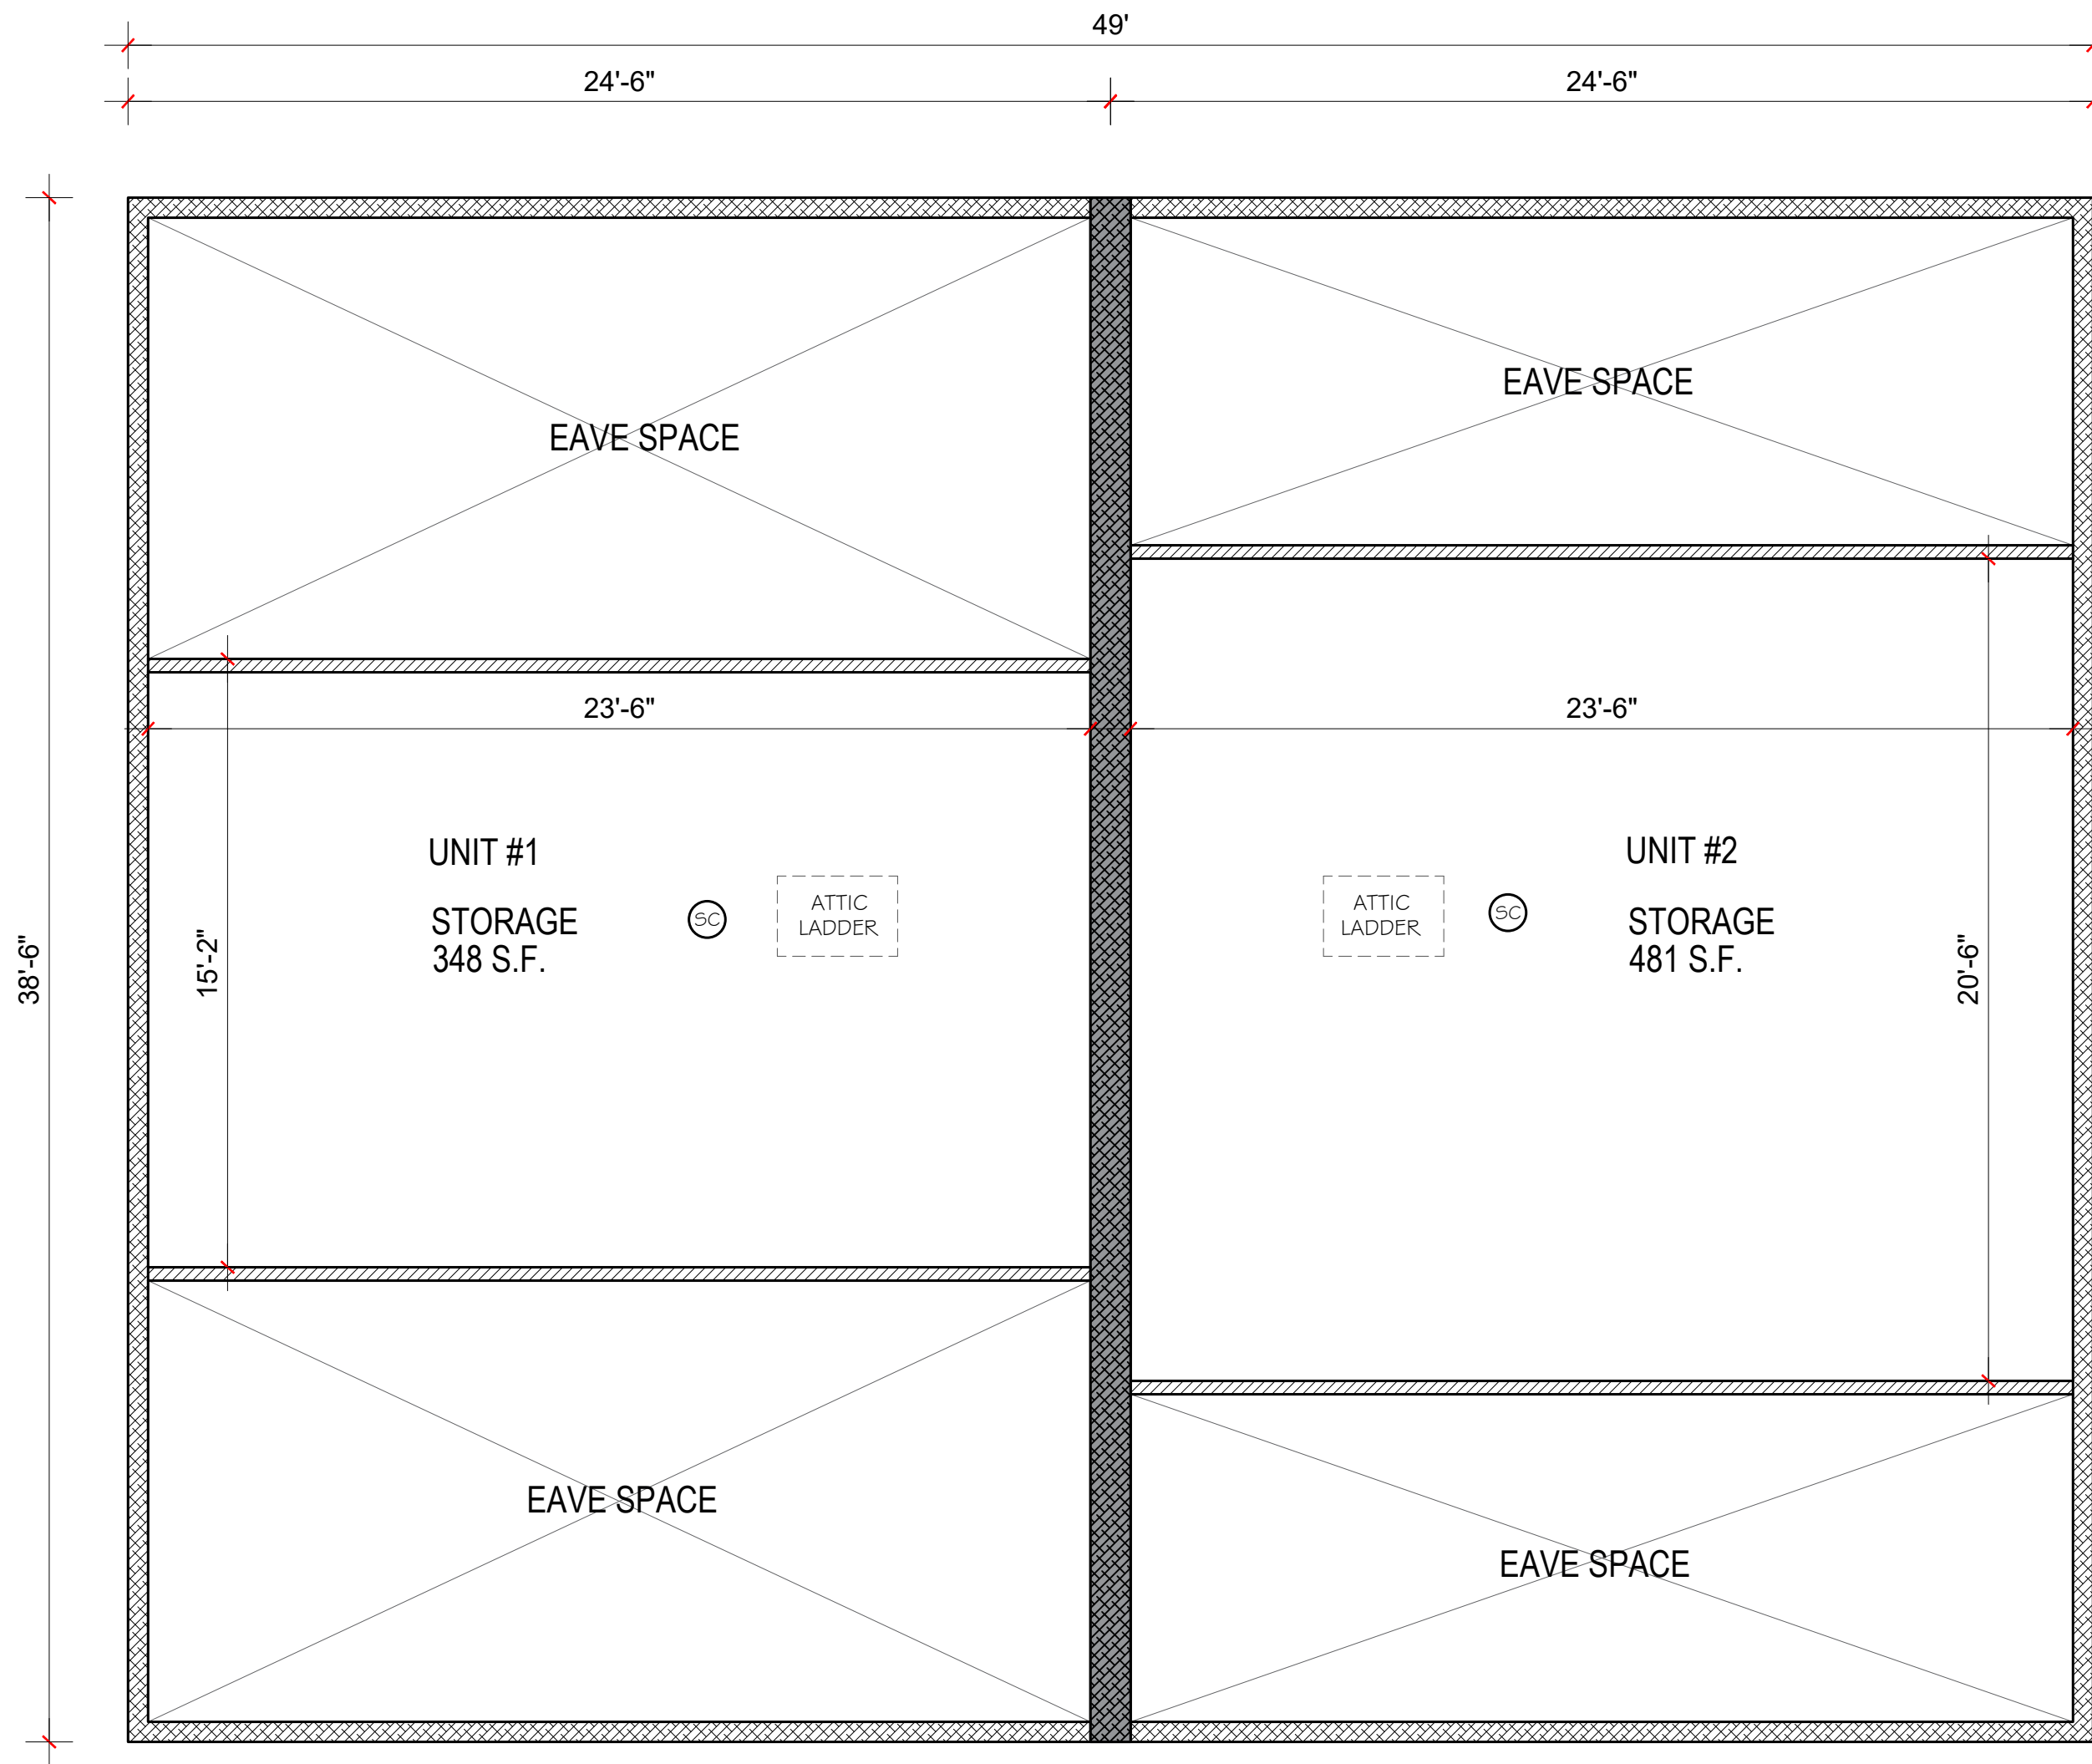 49'
24'-6"
24'-6"
EAVE SPACE
EAVE SPACE
23'-6"
23'-6"
UNIT #1
STORAGE
348 S.F.
SC
ATTIC
LADDER
ATTIC
LADDER
SC
UNIT #2
STORAGE
481 S.F.
38'-6"
15'-2"
20'-6"
EAVE SPACE
EAVE SPACE